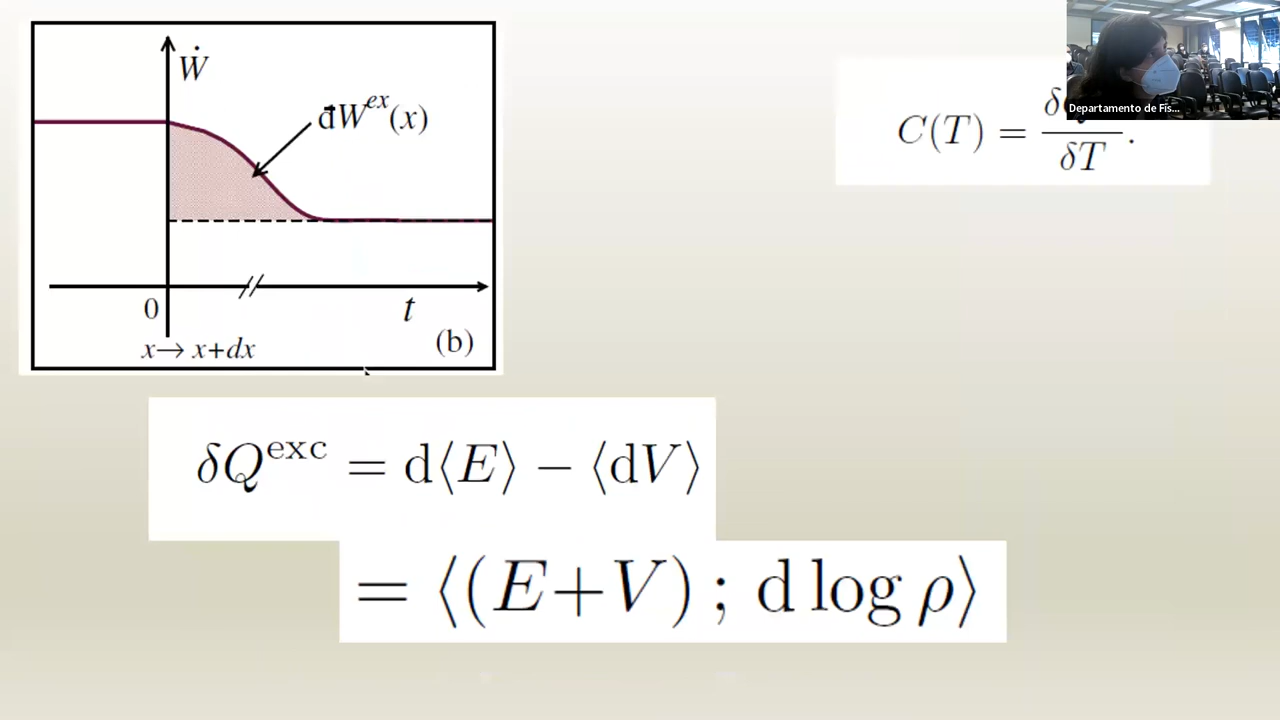 Ẇ
đW^ex(x)
0
t
x→ x+dx
(b)
C(T) = δ / δT .
Departamento de Fís...
δQ^exc = d⟨E⟩ − ⟨dV⟩
= ⟨(E+V) ; d log ρ⟩